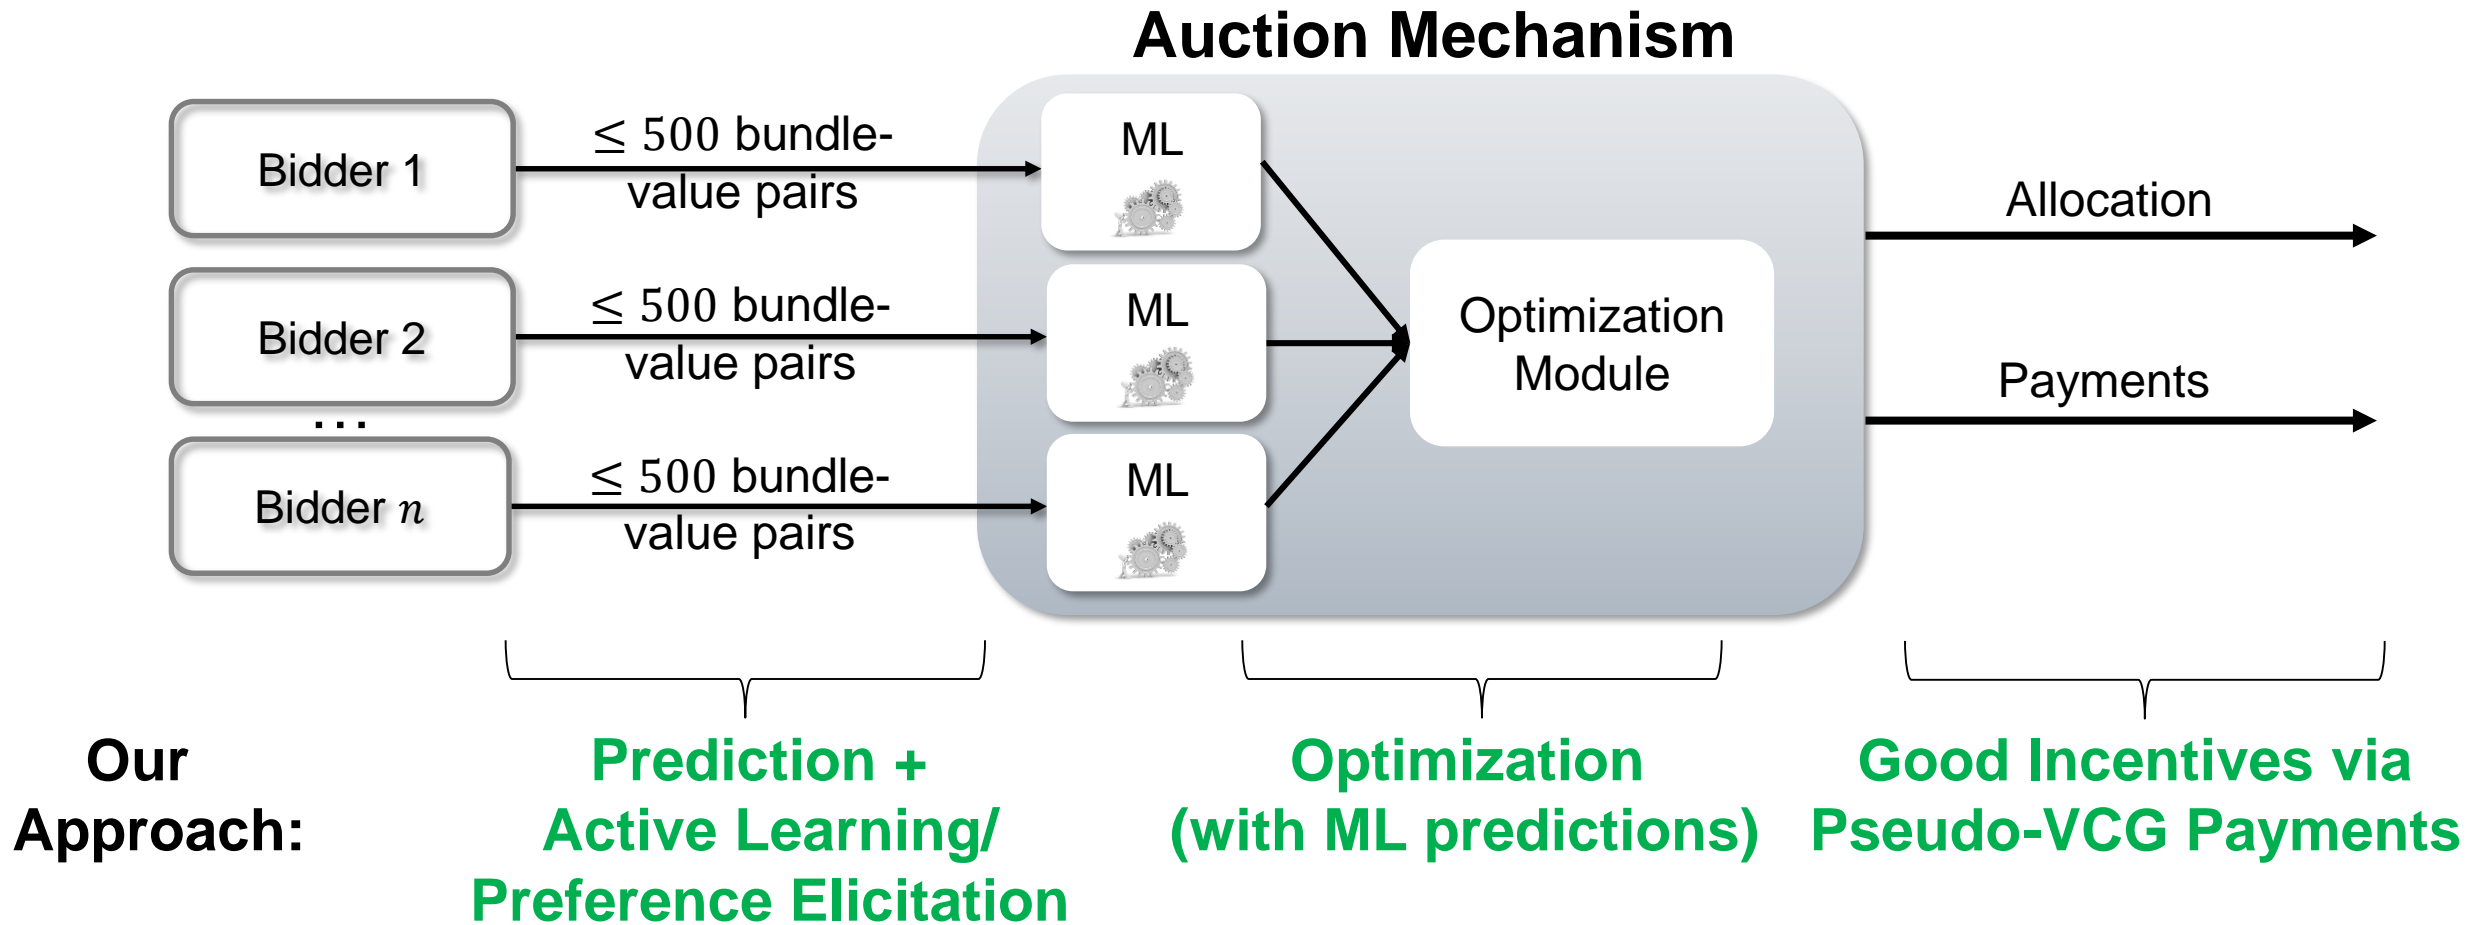 Auction Mechanism
Bidder 1
≤ 500 bundle-
value pairs
ML
Bidder 2
≤ 500 bundle-
value pairs
ML
...
Bidder n
≤ 500 bundle-
value pairs
ML
Optimization
Module
Allocation
Payments
Our
Approach:
Prediction +
Active Learning/
Preference Elicitation
Optimization
(with ML predictions)
Good Incentives via
Pseudo-VCG Payments